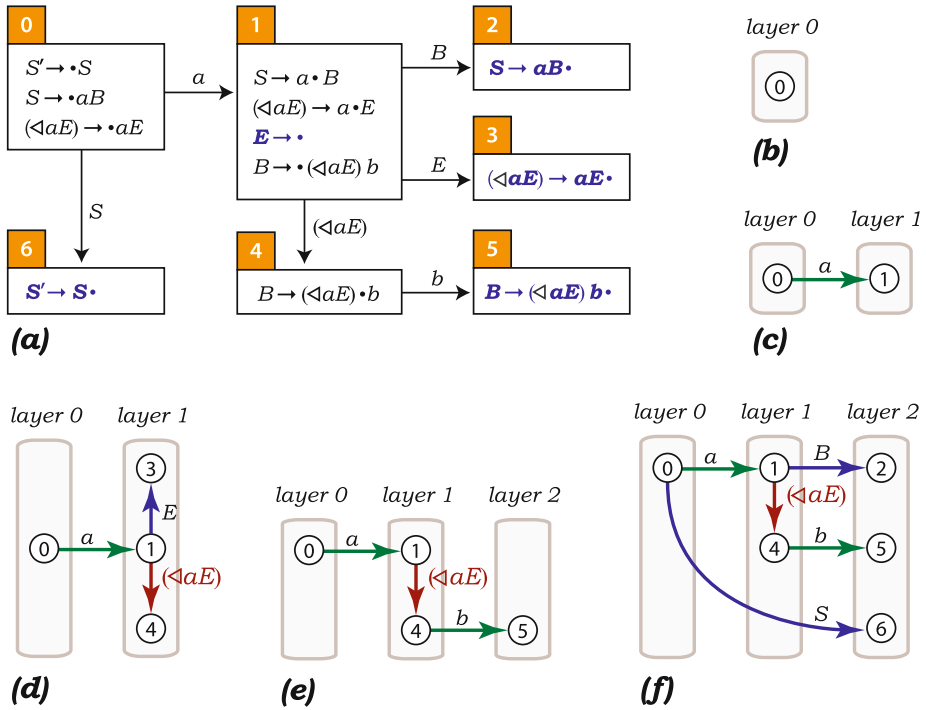 0
S′ → •S
S → •aB
(⊲aE) → •aE
a
1
S → a•B
(⊲aE) → a•E
E → •
B → •(⊲aE) b
B
2
S → aB•
E
3
(⊲aE) → aE•
S
(⊲aE)
6
S′ → S•
4
B → (⊲aE)•b
b
5
B → (⊲aE) b•
(a)
layer 0
0
(b)
layer 0 layer 1
0 a 1
(c)
layer 0 layer 1
3
E
0 a 1
(⊲aE)
4
(d)
layer 0 layer 1 layer 2
0 a 1
(⊲aE)
4 b 5
(e)
layer 0 layer 1 layer 2
0 a 1 B 2
(⊲aE)
4 b 5
S 6
(f)